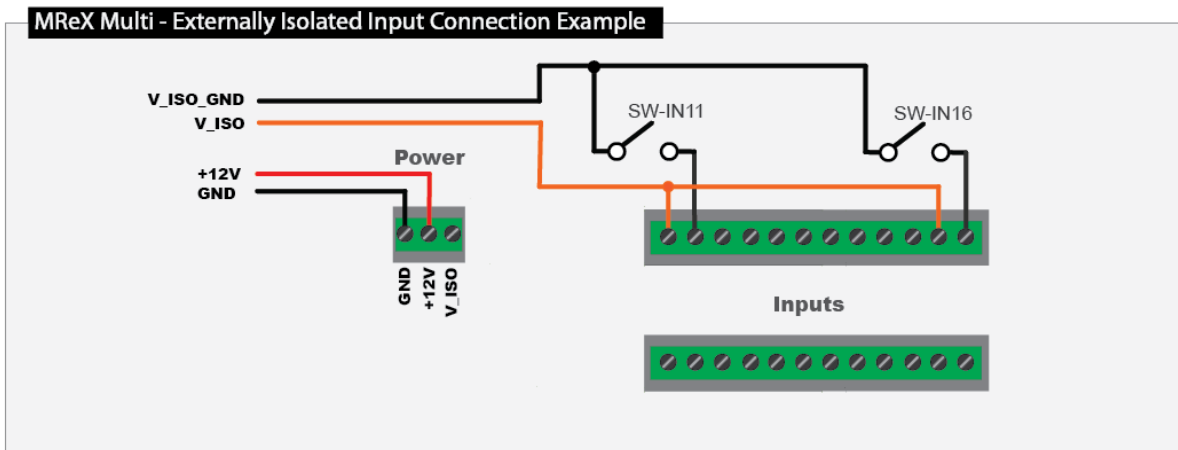 MReX Multi - Externally Isolated Input Connection Example
V_ISO_GND
V_ISO
SW-IN11
SW-IN16
Power
+12V
GND
GND
+12V
V_ISO
Inputs